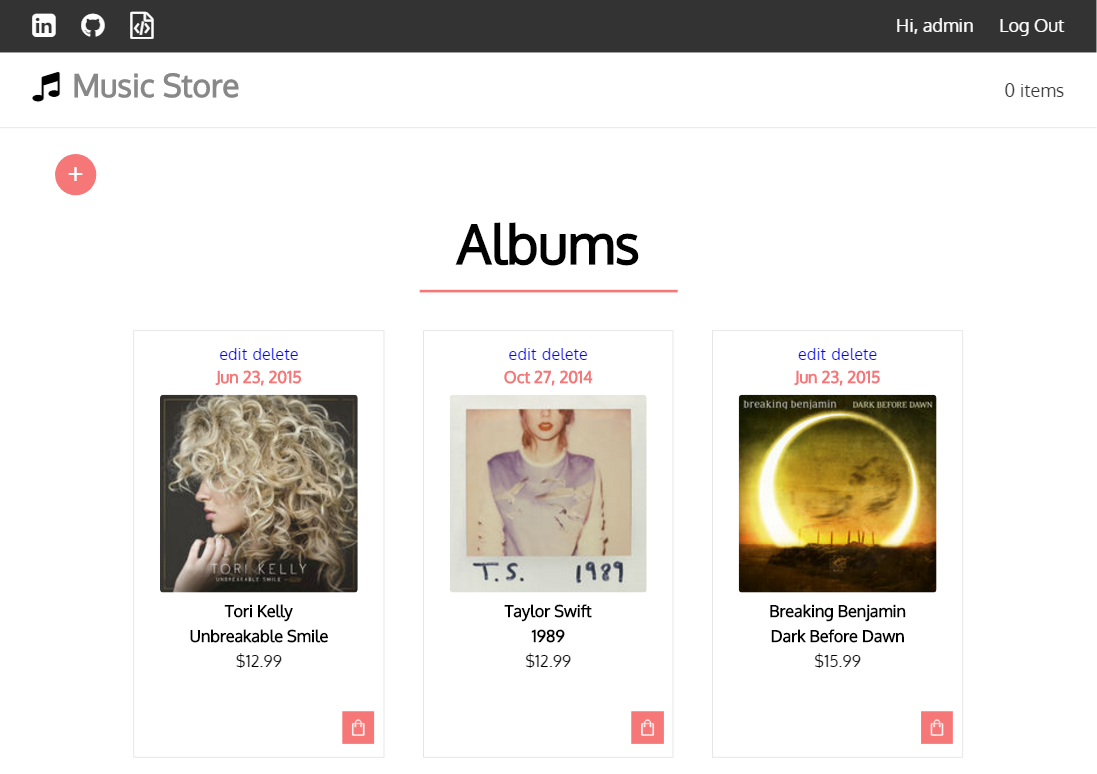 Hi, admin Log Out
Music Store
0 items
+
Albums
edit delete
Jun 23, 2015
TORI KELLY
UNBREAKABLE SMILE
Tori Kelly
Unbreakable Smile
$12.99
edit delete
Oct 27, 2014
T.S. 1989
Taylor Swift
1989
$12.99
edit delete
Jun 23, 2015
breaking benjamin DARK BEFORE DAWN
Breaking Benjamin
Dark Before Dawn
$15.99